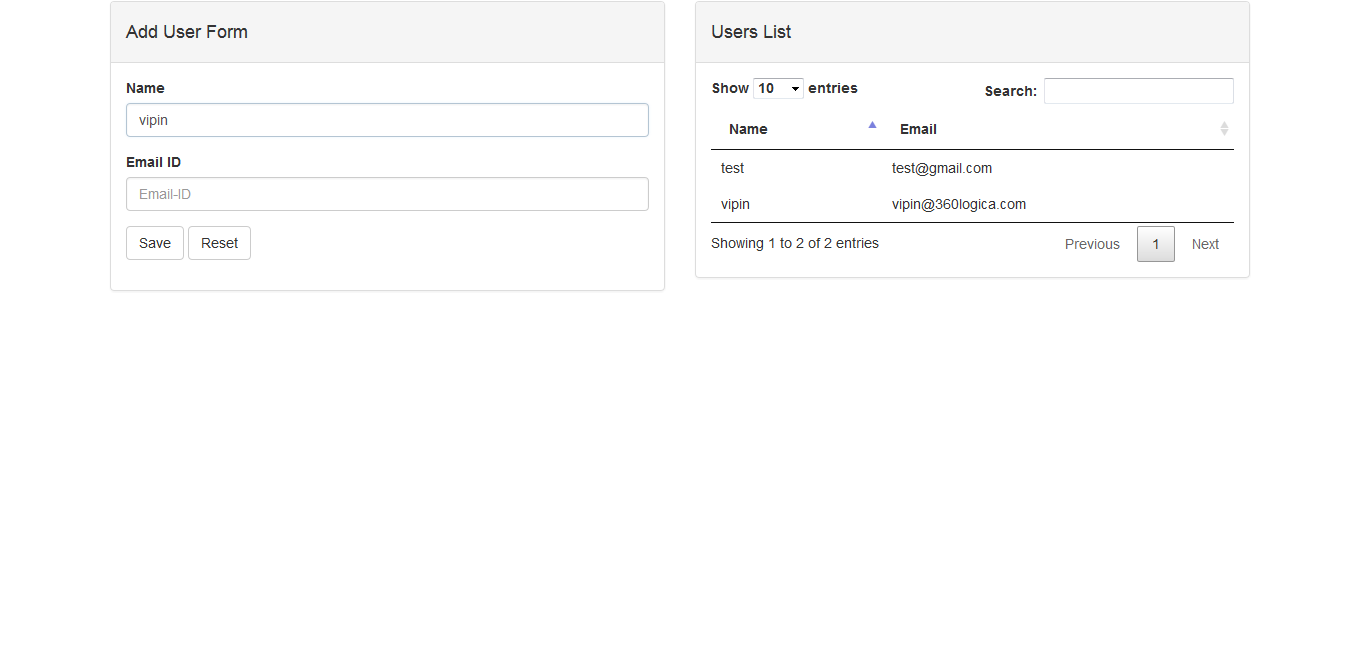 Add User Form
Name
vipin
Email ID
Email-ID
Save Reset
Users List
Show 10 entries Search:
Name Email
test test@gmail.com
vipin vipin@360logica.com
Showing 1 to 2 of 2 entries Previous 1 Next